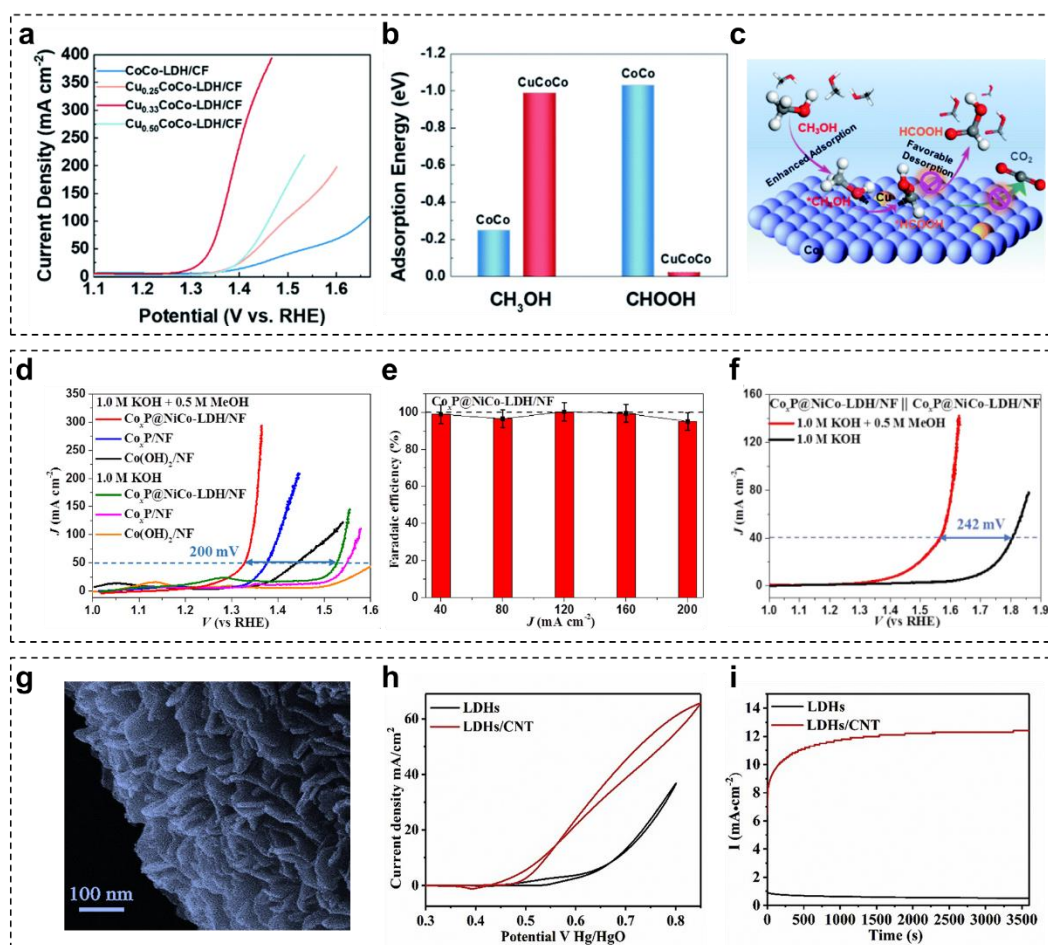 a
Current Density (mA cm⁻²)
400
350
300
250
200
150
100
50
0
CoCo-LDH/CF
Cu₀.₂₅CoCo-LDH/CF
Cu₀.₃₃CoCo-LDH/CF
Cu₀.₅₀CoCo-LDH/CF
1.1 1.2 1.3 1.4 1.5 1.6
Potential (V vs. RHE)
b
Adsorption Energy (eV)
-1.2
-1.0
-0.8
-0.6
-0.4
-0.2
0.0
CuCoCo CoCo
CoCo
CuCoCo
CH₃OH CHOOH
c
CH₃OH
HCOOH
Enhanced Adsorption
Favorable
Desorption
CO₂
*CH₃OH
Cu
*HCOOH
Co
d
J (mA cm⁻²)
350
300
250
200
150
100
50
0
1.0 M KOH + 0.5 M MeOH
CoₓP@NiCo-LDH/NF
CoₓP/NF
Co(OH)₂/NF
1.0 M KOH
CoₓP@NiCo-LDH/NF
CoₓP/NF
Co(OH)₂/NF
200 mV
1.0 1.1 1.2 1.3 1.4 1.5 1.6
V (vs RHE)
e
Faradaic efficiency (%)
120
100
80
60
40
20
0
CoₓP@NiCo-LDH/NF
40 80 120 160 200
J (mA cm⁻²)
f
J (mA cm⁻²)
160
120
80
40
0
CoₓP@NiCo-LDH/NF || CoₓP@NiCo-LDH/NF
1.0 M KOH + 0.5 M MeOH
1.0 M KOH
242 mV
1.0 1.1 1.2 1.3 1.4 1.5 1.6 1.7 1.8 1.9
V (vs RHE)
g
100 nm
h
Current density mA/cm²
60
40
20
0
LDHs
LDHs/CNT
0.3 0.4 0.5 0.6 0.7 0.8
Potential V Hg/HgO
i
I (mA•cm⁻²)
14
12
10
8
6
4
2
0
LDHs
LDHs/CNT
0 500 1000 1500 2000 2500 3000 3500
Time (s)